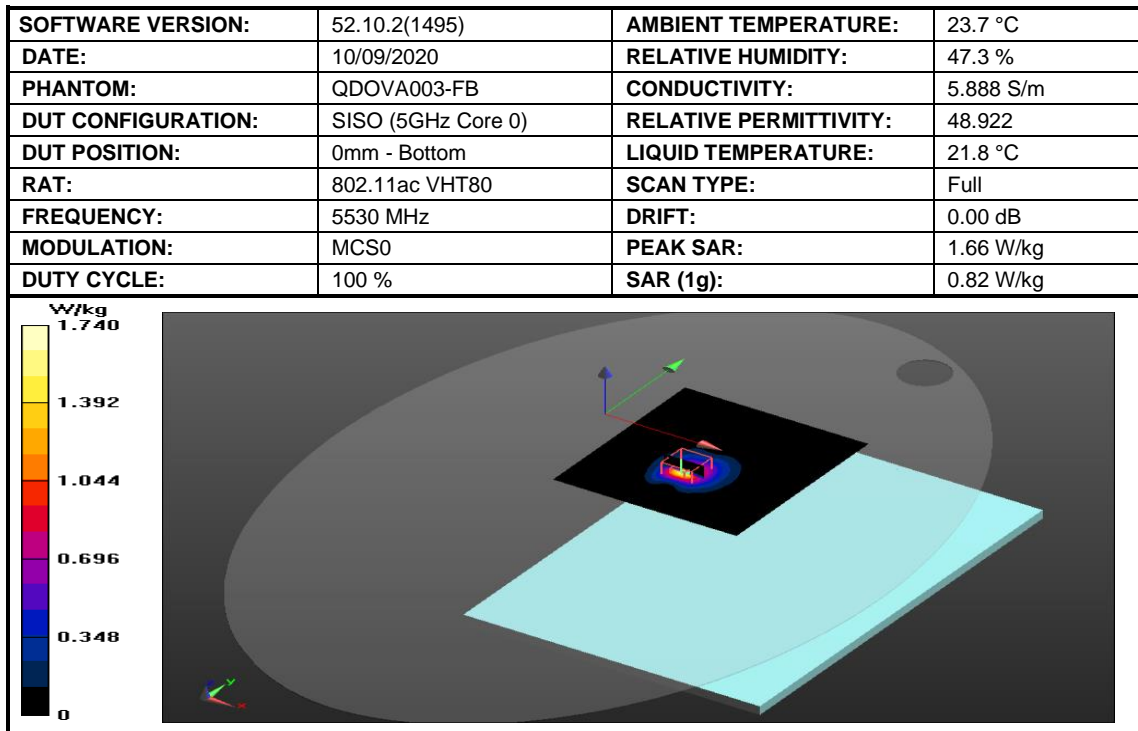 SOFTWARE VERSION: 52.10.2(1495) AMBIENT TEMPERATURE: 23.7 °C
DATE: 10/09/2020 RELATIVE HUMIDITY: 47.3 %
PHANTOM: QDOVA003-FB CONDUCTIVITY: 5.888 S/m
DUT CONFIGURATION: SISO (5GHz Core 0) RELATIVE PERMITTIVITY: 48.922
DUT POSITION: 0mm - Bottom LIQUID TEMPERATURE: 21.8 °C
RAT: 802.11ac VHT80 SCAN TYPE: Full
FREQUENCY: 5530 MHz DRIFT: 0.00 dB
MODULATION: MCS0 PEAK SAR: 1.66 W/kg
DUTY CYCLE: 100 % SAR (1g): 0.82 W/kg
W/kg
1.740
1.392
1.044
0.696
0.348
0
z y
x